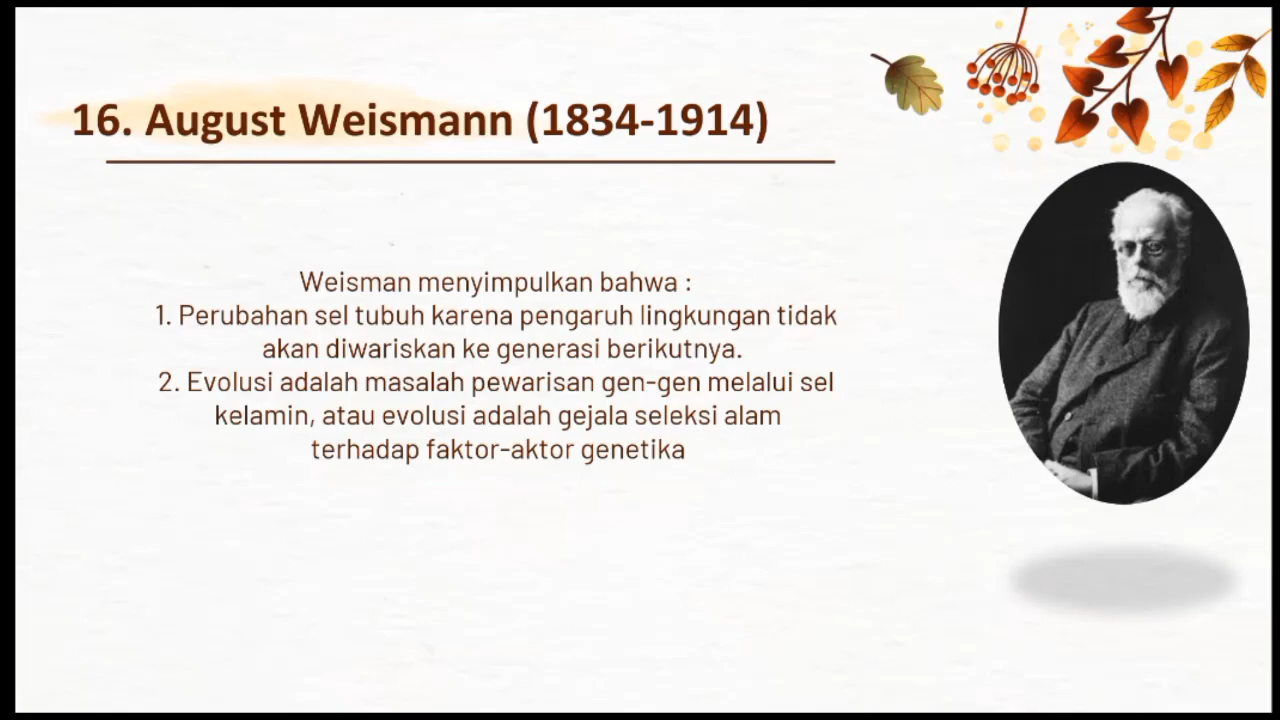 16. August Weismann (1834-1914)
Weisman menyimpulkan bahwa :
1. Perubahan sel tubuh karena pengaruh lingkungan tidak
akan diwariskan ke generasi berikutnya.
2. Evolusi adalah masalah pewarisan gen-gen melalui sel
kelamin, atau evolusi adalah gejala seleksi alam
terhadap faktor-aktor genetika